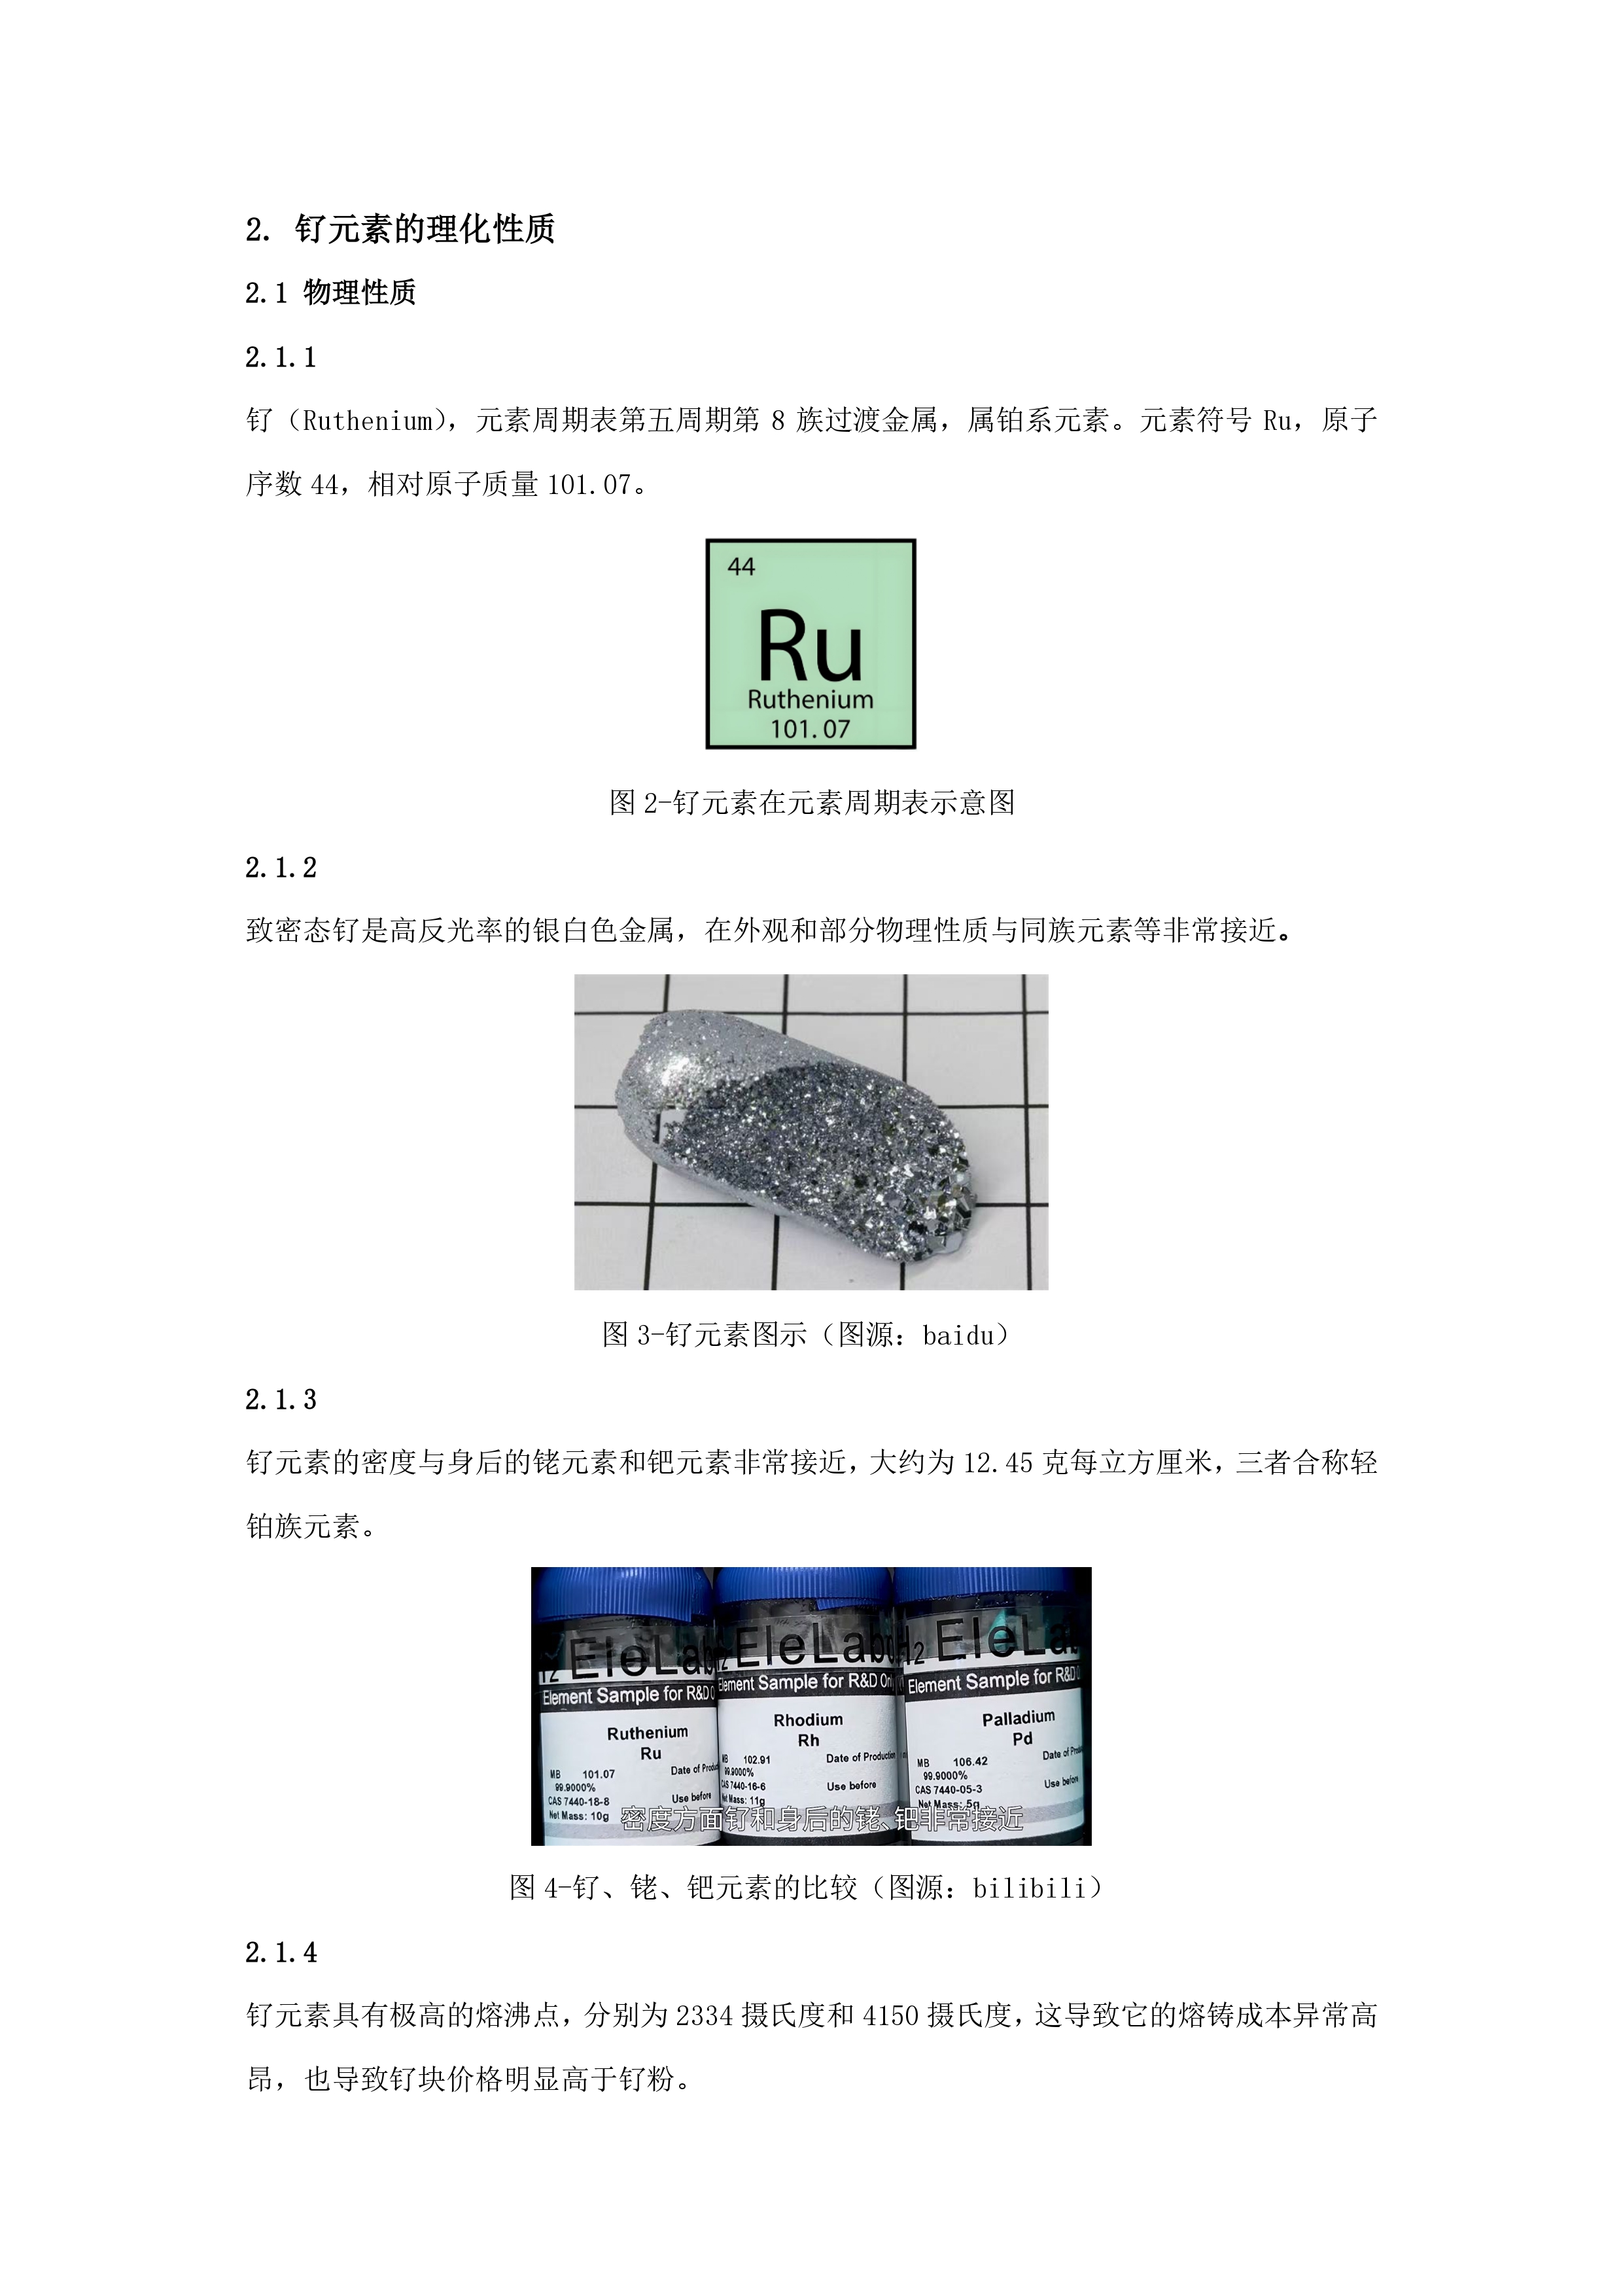 2. 钌元素的理化性质
2.1 物理性质
2.1.1
钌（Ruthenium），元素周期表第五周期第 8 族过渡金属，属铂系元素。元素符号 Ru，原子
序数 44，相对原子质量 101.07。
44
Ru
Ruthenium
101.07
图 2-钌元素在元素周期表示意图
2.1.2
致密态钌是高反光率的银白色金属，在外观和部分物理性质与同族元素等非常接近。
图 3-钌元素图示（图源：baidu）
2.1.3
钌元素的密度与身后的铑元素和钯元素非常接近，大约为 12.45 克每立方厘米，三者合称轻
铂族元素。
EleLab
Element Sample for R&D O
Ruthenium
Ru
MB 101.07
Date of Produc
99.9000%
CAS 7440-18-8
Use before
Net Mass: 10g
EleLab
Element Sample for R&D On
Rhodium
Rh
102.91
Date of Production
99.9000%
CAS 7440-16-6
Use before
Net Mass: 11g
EleLa
Element Sample for R&D
Palladium
Pd
MB 106.42
Date of Produ
99.9000%
CAS 7440-05-3
Use before
Net Mass: 5g
密度方面钌和身后的铑、钯非常接近
图 4-钌、铑、钯元素的比较（图源：bilibili）
2.1.4
钌元素具有极高的熔沸点，分别为 2334 摄氏度和 4150 摄氏度，这导致它的熔铸成本异常高
昂，也导致钌块价格明显高于钌粉。